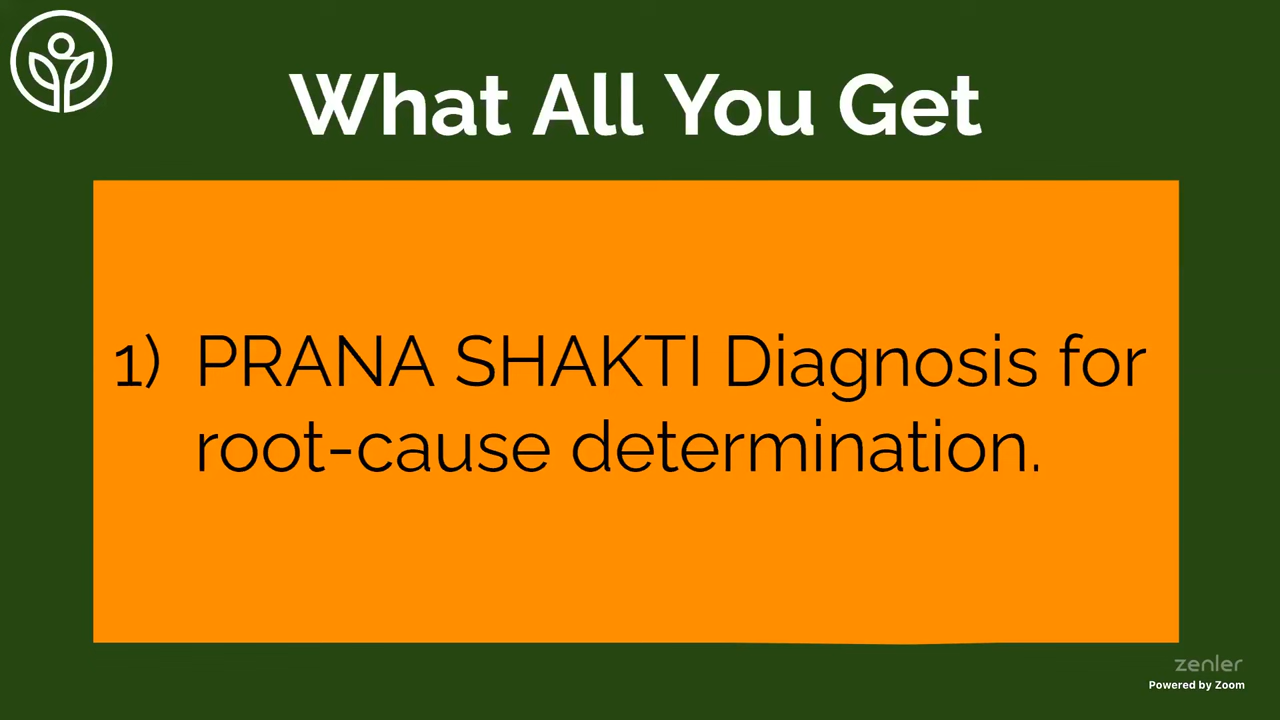 What All You Get
1) PRANA SHAKTI Diagnosis for
root-cause determination.
zenler
Powered by Zoom